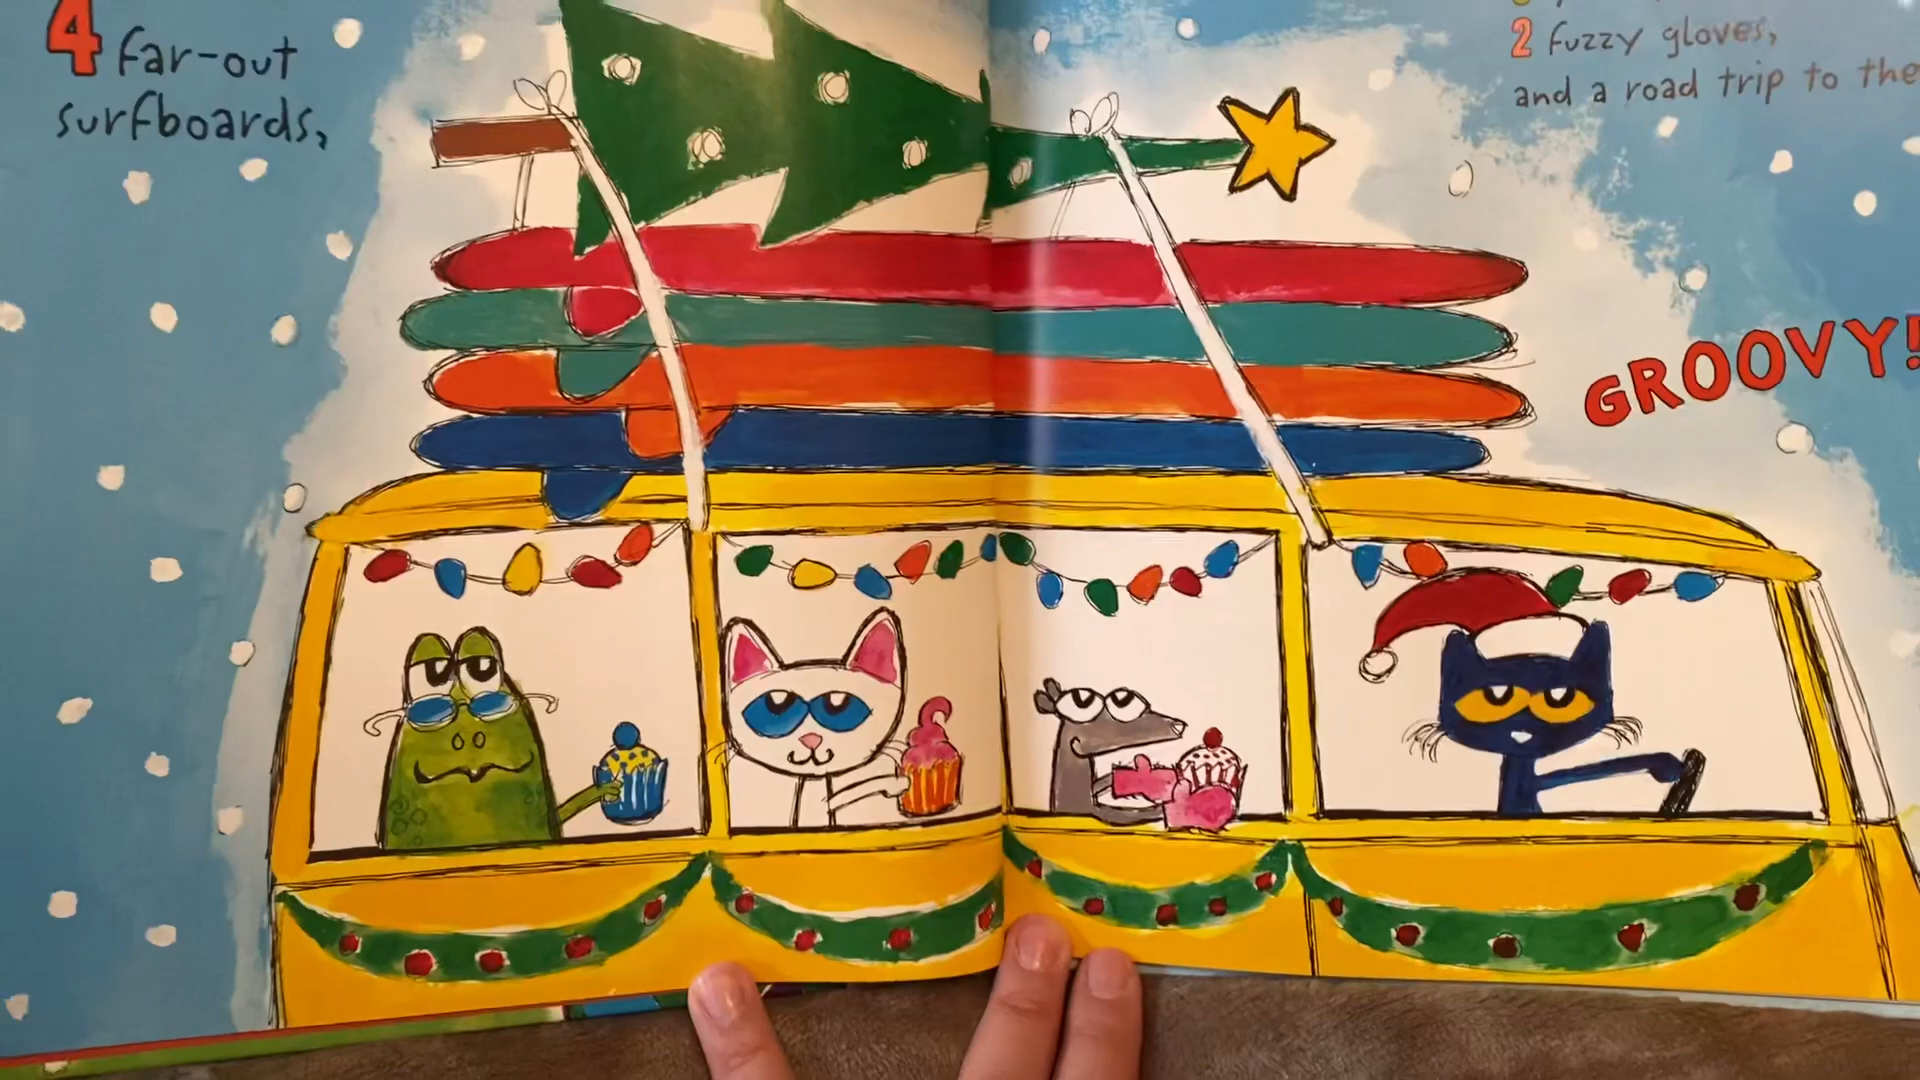 4 far-out
surfboards,
2 fuzzy gloves,
and a road trip to the
GROOVY!